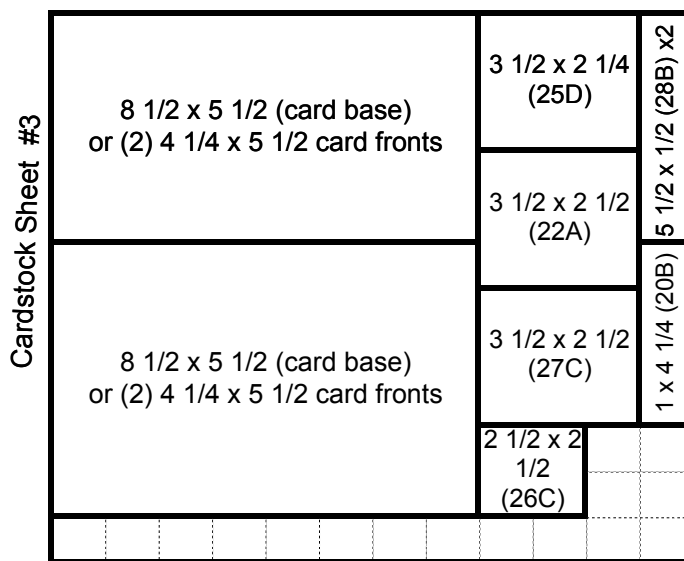 Cardstock Sheet #3
8 1/2 x 5 1/2 (card base)
or (2) 4 1/4 x 5 1/2 card fronts
3 1/2 x 2 1/4
(25D)
5 1/2 x 1/2 (28B) x2
3 1/2 x 2 1/2
(22A)
8 1/2 x 5 1/2 (card base)
or (2) 4 1/4 x 5 1/2 card fronts
3 1/2 x 2 1/2
(27C)
1 x 4 1/4 (20B)
2 1/2 x 2
1/2
(26C)